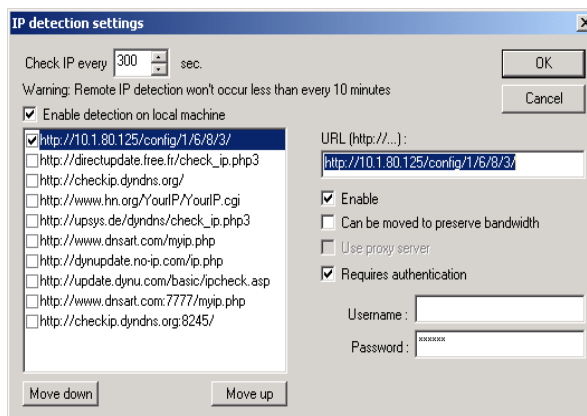 IP detection settings
Check IP every 300 sec.
Warning: Remote IP detection won't occur less than every 10 minutes
OK
Cancel
Enable detection on local machine
http://10.1.80.125/config/1/6/8/3/
http://directupdate.free.fr/check_ip.php3
http://checkip.dyndns.org/
http://www.hn.org/YourIP/YourIP.cgi
http://upsys.de/dyndns/check_ip.php3
http://www.dnsart.com/myip.php
http://dynupdate.no-ip.com/ip.php
http://update.dynu.com/basic/ipcheck.asp
http://www.dnsart.com:7777/myip.php
http://checkip.dyndns.org:8245/
Move down
Move up
URL (http://...) :
http://10.1.80.125/config/1/6/8/3/
Enable
Can be moved to preserve bandwidth
Use proxy server
Requires authentication
Username :
Password : xxxxxx